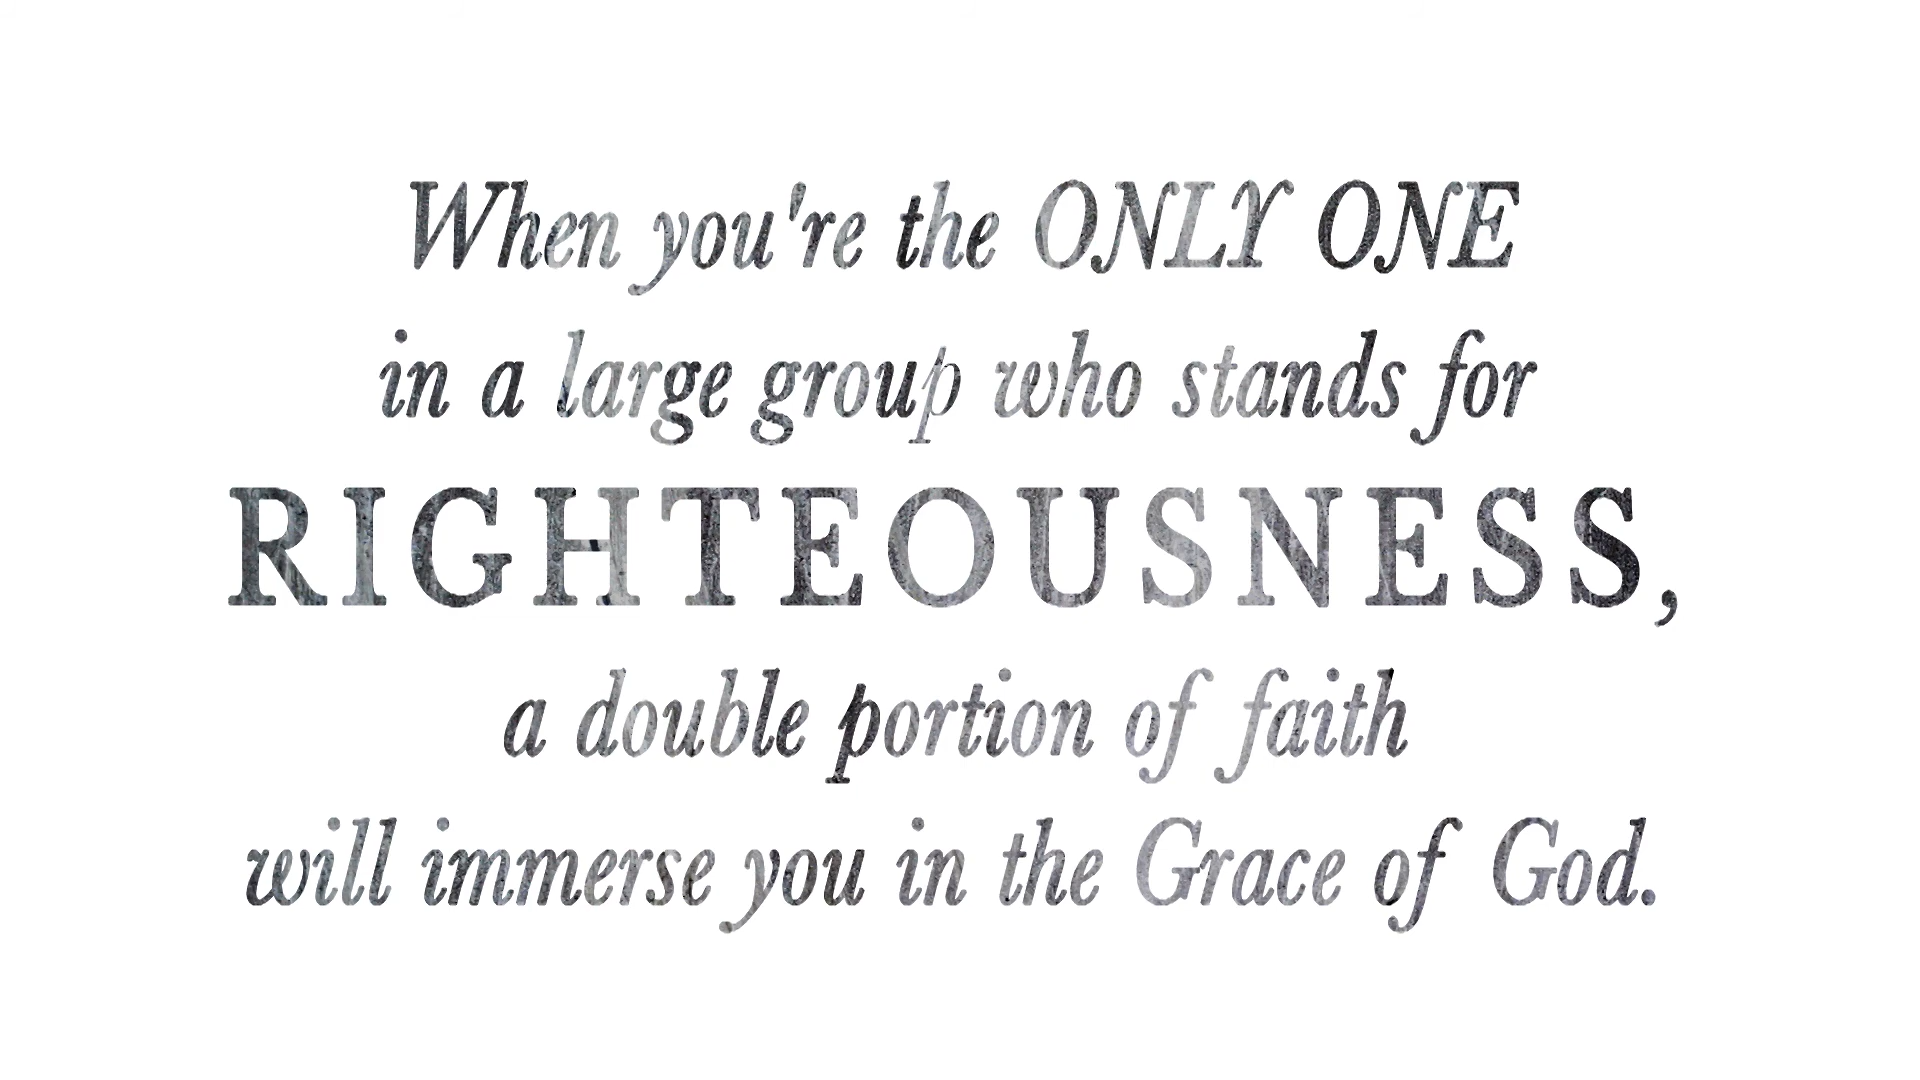 When you're the ONLY ONE
in a large group who stands for
RIGHTEOUSNESS,
a double portion of faith
will immerse you in the Grace of God.